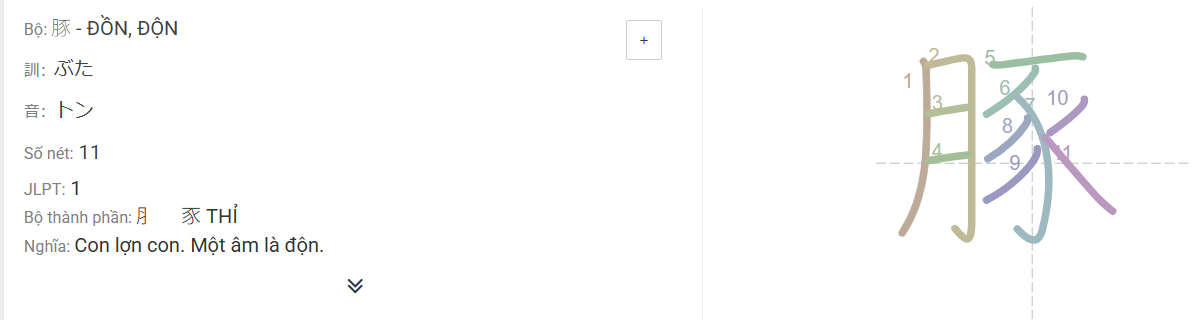 Bộ: 豚 - ĐỒN, ĐỘN
+
訓: ぶた
音: トン
Số nét: 11
JLPT: 1
Bộ thành phần: ⺼ 豕 THỈ
Nghĩa: Con lợn con. Một âm là độn.
豚
1
2
3
4
5
6
7
8
9
10
11